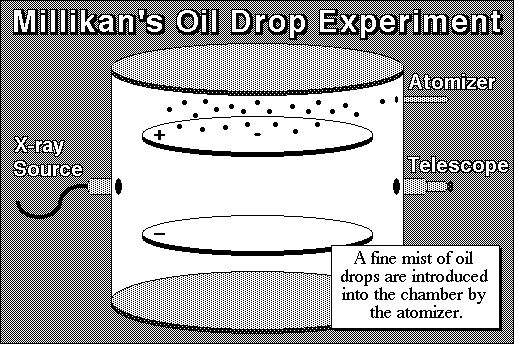 Millikan's Oil Drop Experiment
Atomizer
+ -
X-ray
Source
Telescope
–
A fine mist of oil
drops are introduced
into the chamber by
the atomizer.